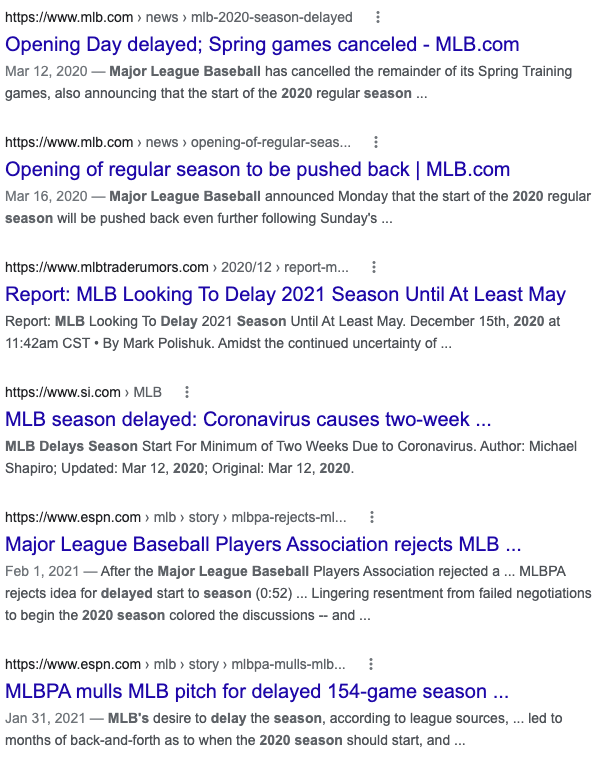 https://www.mlb.com › news › mlb-2020-season-delayed
Opening Day delayed; Spring games canceled - MLB.com
Mar 12, 2020 — Major League Baseball has cancelled the remainder of its Spring Training
games, also announcing that the start of the 2020 regular season ...
https://www.mlb.com › news › opening-of-regular-seas...
Opening of regular season to be pushed back | MLB.com
Mar 16, 2020 — Major League Baseball announced Monday that the start of the 2020 regular
season will be pushed back even further following Sunday's ...
https://www.mlbtraderumors.com › 2020/12 › report-m...
Report: MLB Looking To Delay 2021 Season Until At Least May
Report: MLB Looking To Delay 2021 Season Until At Least May. December 15th, 2020 at
11:42am CST • By Mark Polishuk. Amidst the continued uncertainty of ...
https://www.si.com › MLB
MLB season delayed: Coronavirus causes two-week ...
MLB Delays Season Start For Minimum of Two Weeks Due to Coronavirus. Author: Michael
Shapiro; Updated: Mar 12, 2020; Original: Mar 12, 2020.
https://www.espn.com › mlb › story › mlbpa-rejects-ml...
Major League Baseball Players Association rejects MLB ...
Feb 1, 2021 — After the Major League Baseball Players Association rejected a ... MLBPA
rejects idea for delayed start to season (0:52) ... Lingering resentment from failed negotiations
to begin the 2020 season colored the discussions -- and ...
https://www.espn.com › mlb › story › mlbpa-mulls-mlb...
MLBPA mulls MLB pitch for delayed 154-game season ...
Jan 31, 2021 — MLB's desire to delay the season, according to league sources, ... led to
months of back-and-forth as to when the 2020 season should start, and ...